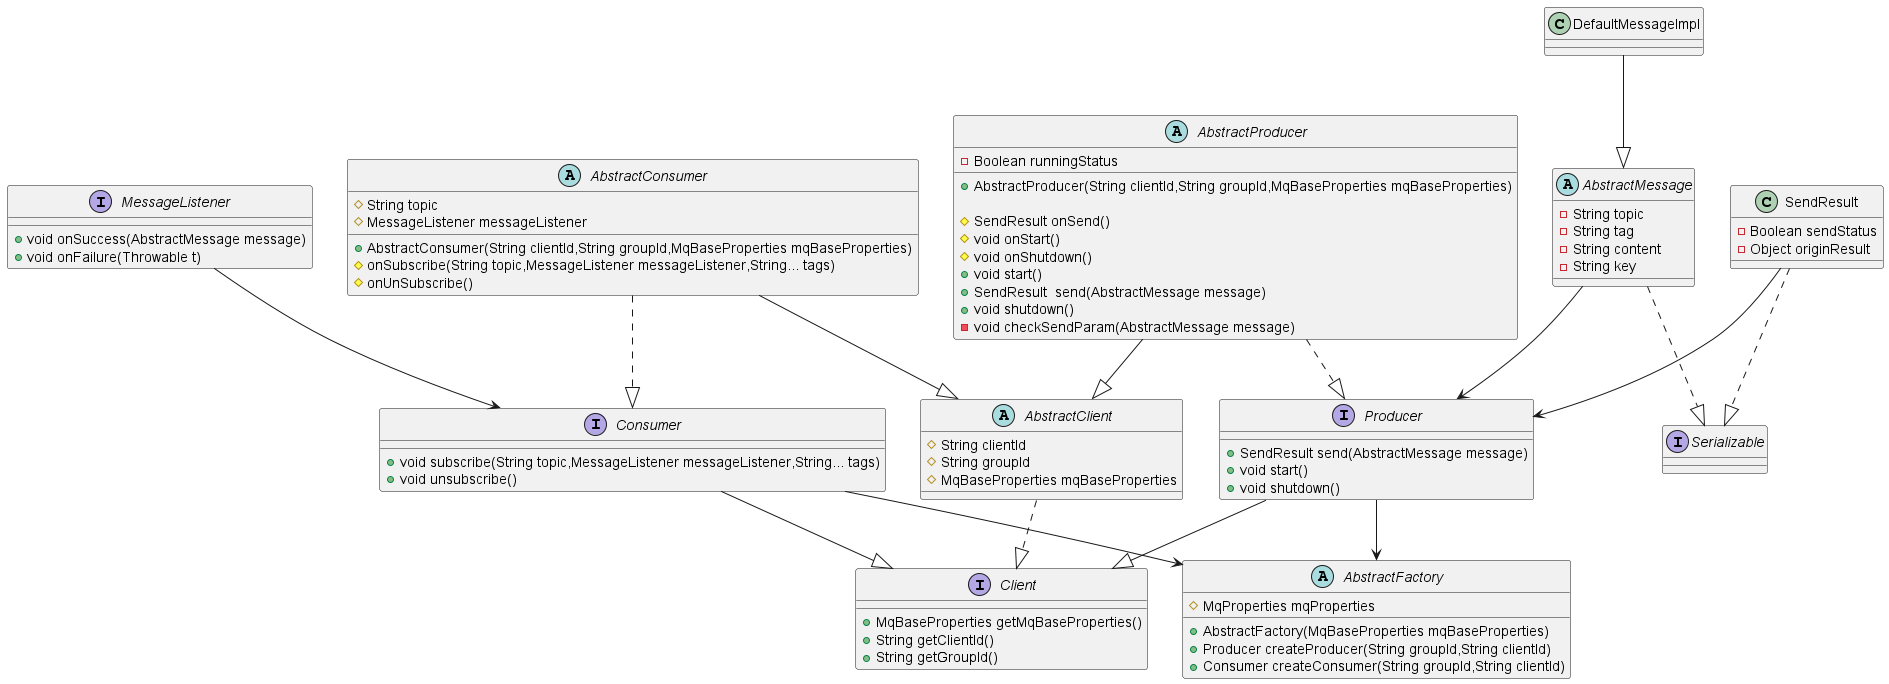 C DefaultMessageImpl
A AbstractProducer
Boolean runningStatus
AbstractProducer(String clientId,String groupId,MqBaseProperties mqBaseProperties)
SendResult onSend()
void onStart()
void onShutdown()
void start()
SendResult send(AbstractMessage message)
void shutdown()
void checkSendParam(AbstractMessage message)
A AbstractConsumer
String topic
MessageListener messageListener
AbstractConsumer(String clientId,String groupId,MqBaseProperties mqBaseProperties)
onSubscribe(String topic,MessageListener messageListener,String... tags)
onUnSubscribe()
A AbstractMessage
String topic
String tag
String content
String key
I MessageListener
void onSuccess(AbstractMessage message)
void onFailure(Throwable t)
C SendResult
Boolean sendStatus
Object originResult
I Consumer
void subscribe(String topic,MessageListener messageListener,String... tags)
void unsubscribe()
A AbstractClient
String clientId
String groupId
MqBaseProperties mqBaseProperties
I Producer
SendResult send(AbstractMessage message)
void start()
void shutdown()
I Serializable
I Client
MqBaseProperties getMqBaseProperties()
String getClientId()
String getGroupId()
A AbstractFactory
MqProperties mqProperties
AbstractFactory(MqBaseProperties mqBaseProperties)
Producer createProducer(String groupId,String clientId)
Consumer createConsumer(String groupId,String clientId)